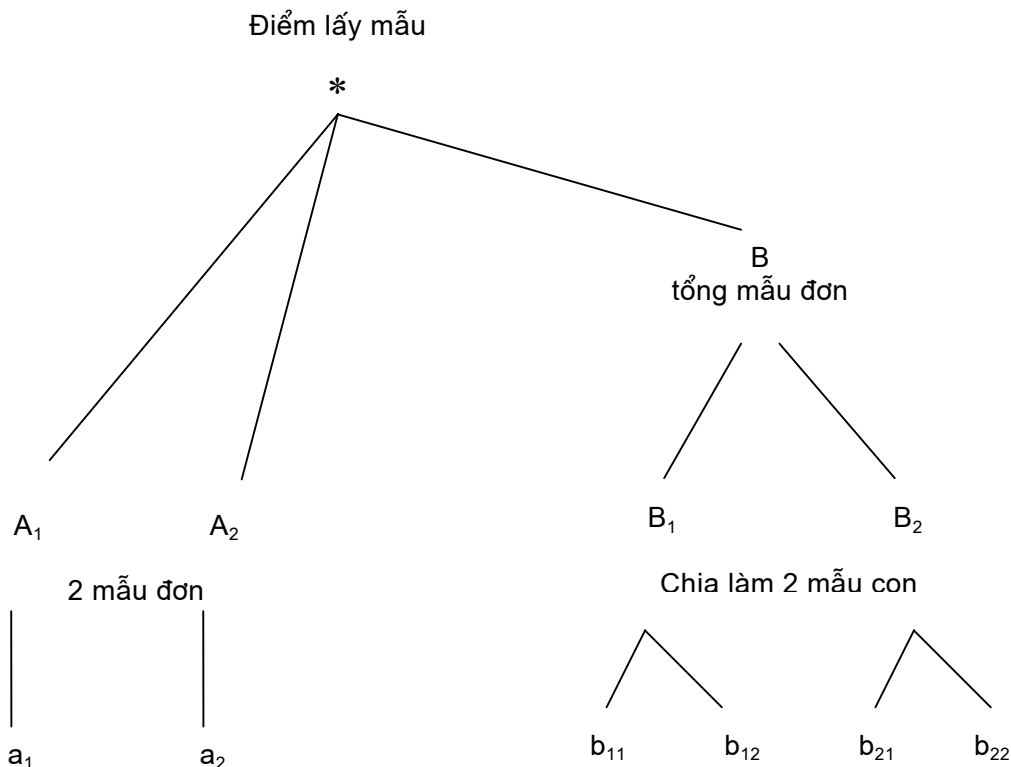 Điểm lấy mẫu
*
B
tổng mẫu đơn
A₁ A₂ B₁ B₂
2 mẫu đơn Chia làm 2 mẫu con
a₁ a₂ b₁₁ b₁₂ b₂₁ b₂₂